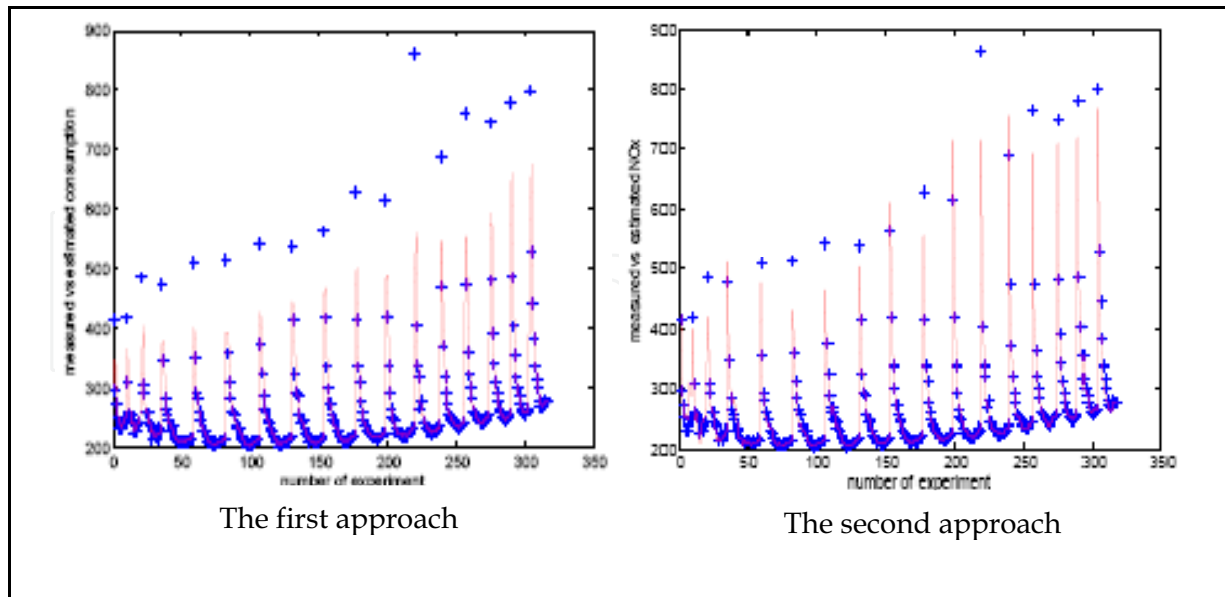 900
800
700
600
500
400
300
200
measured vs estimated consumption
0 50 100 150 200 250 300 350
number of experiment
The first approach
900
800
700
600
500
400
300
200
measured vs estimated NOx
0 50 100 150 200 250 300 350
number of experiment
The second approach